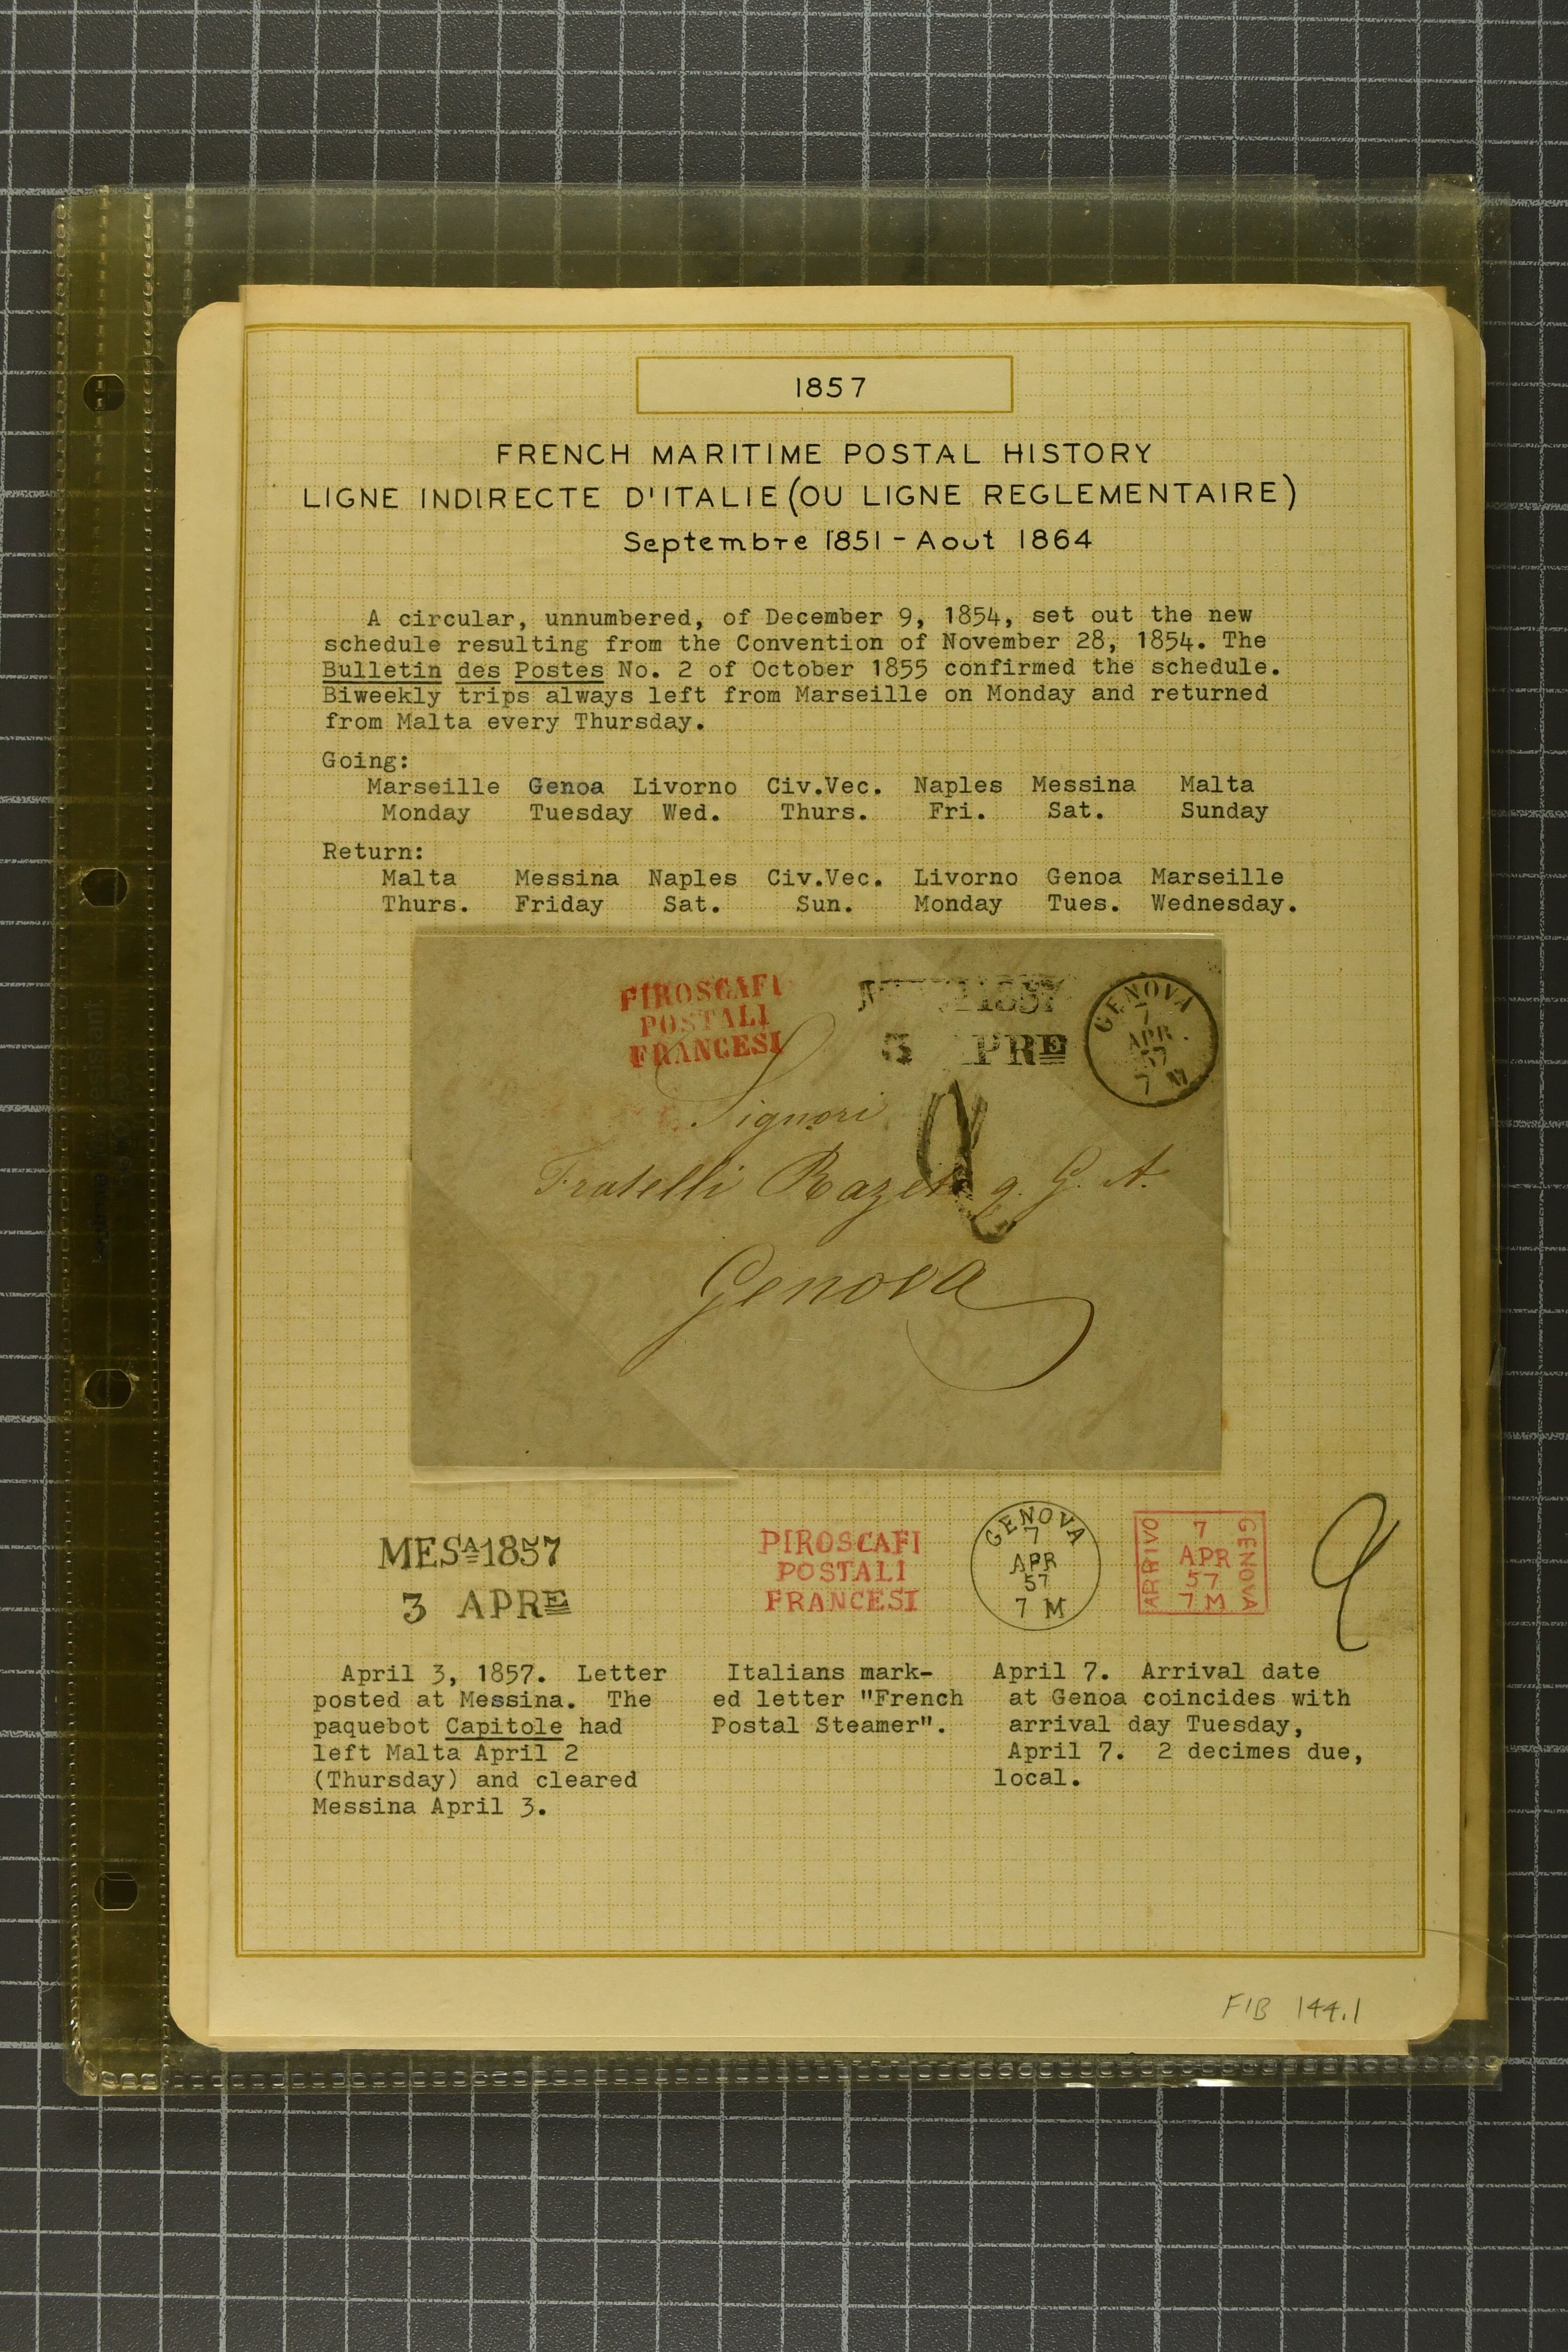 1857
FRENCH MARITIME POSTAL HISTORY
LIGNE INDIRECTE D'ITALIE (OU LIGNE REGLEMENTAIRE)
Septembre 1851 - Aout 1864
A circular, unnumbered, of December 9, 1854, set out the new
schedule resulting from the Convention of November 28, 1854. The
Bulletin des Postes No. 2 of October 1855 confirmed the schedule.
Biweekly trips always left from Marseille on Monday and returned
from Malta every Thursday.
Going:
Marseille Genoa Livorno Civ.Vec. Naples Messina Malta
Monday Tuesday Wed. Thurs. Fri. Sat. Sunday
Return:
Malta Messina Naples Civ.Vec. Livorno Genoa Marseille
Thurs. Friday Sat. Sun. Monday Tues. Wednesday.
PIROSCAFI
POSTALI
FRANCESI
1857
3 PRE
GENOVA
7
APR
57
7
Signori
Fratelli q. G. A.
Genova
MESA 1857
3 APRE
PIROSCAFI
POSTALI
FRANCESI
GENOVA
7
APR
57
7 M
ARRIVO
7
APR
57
7 M
GENOVA
April 3, 1857. Letter
posted at Messina. The
paquebot Capitole had
left Malta April 2
(Thursday) and cleared
Messina April 3.
Italians mark-
ed letter "French
Postal Steamer".
April 7. Arrival date
at Genoa coincides with
arrival day Tuesday,
April 7. 2 decimes due,
local.
FIB 144.1